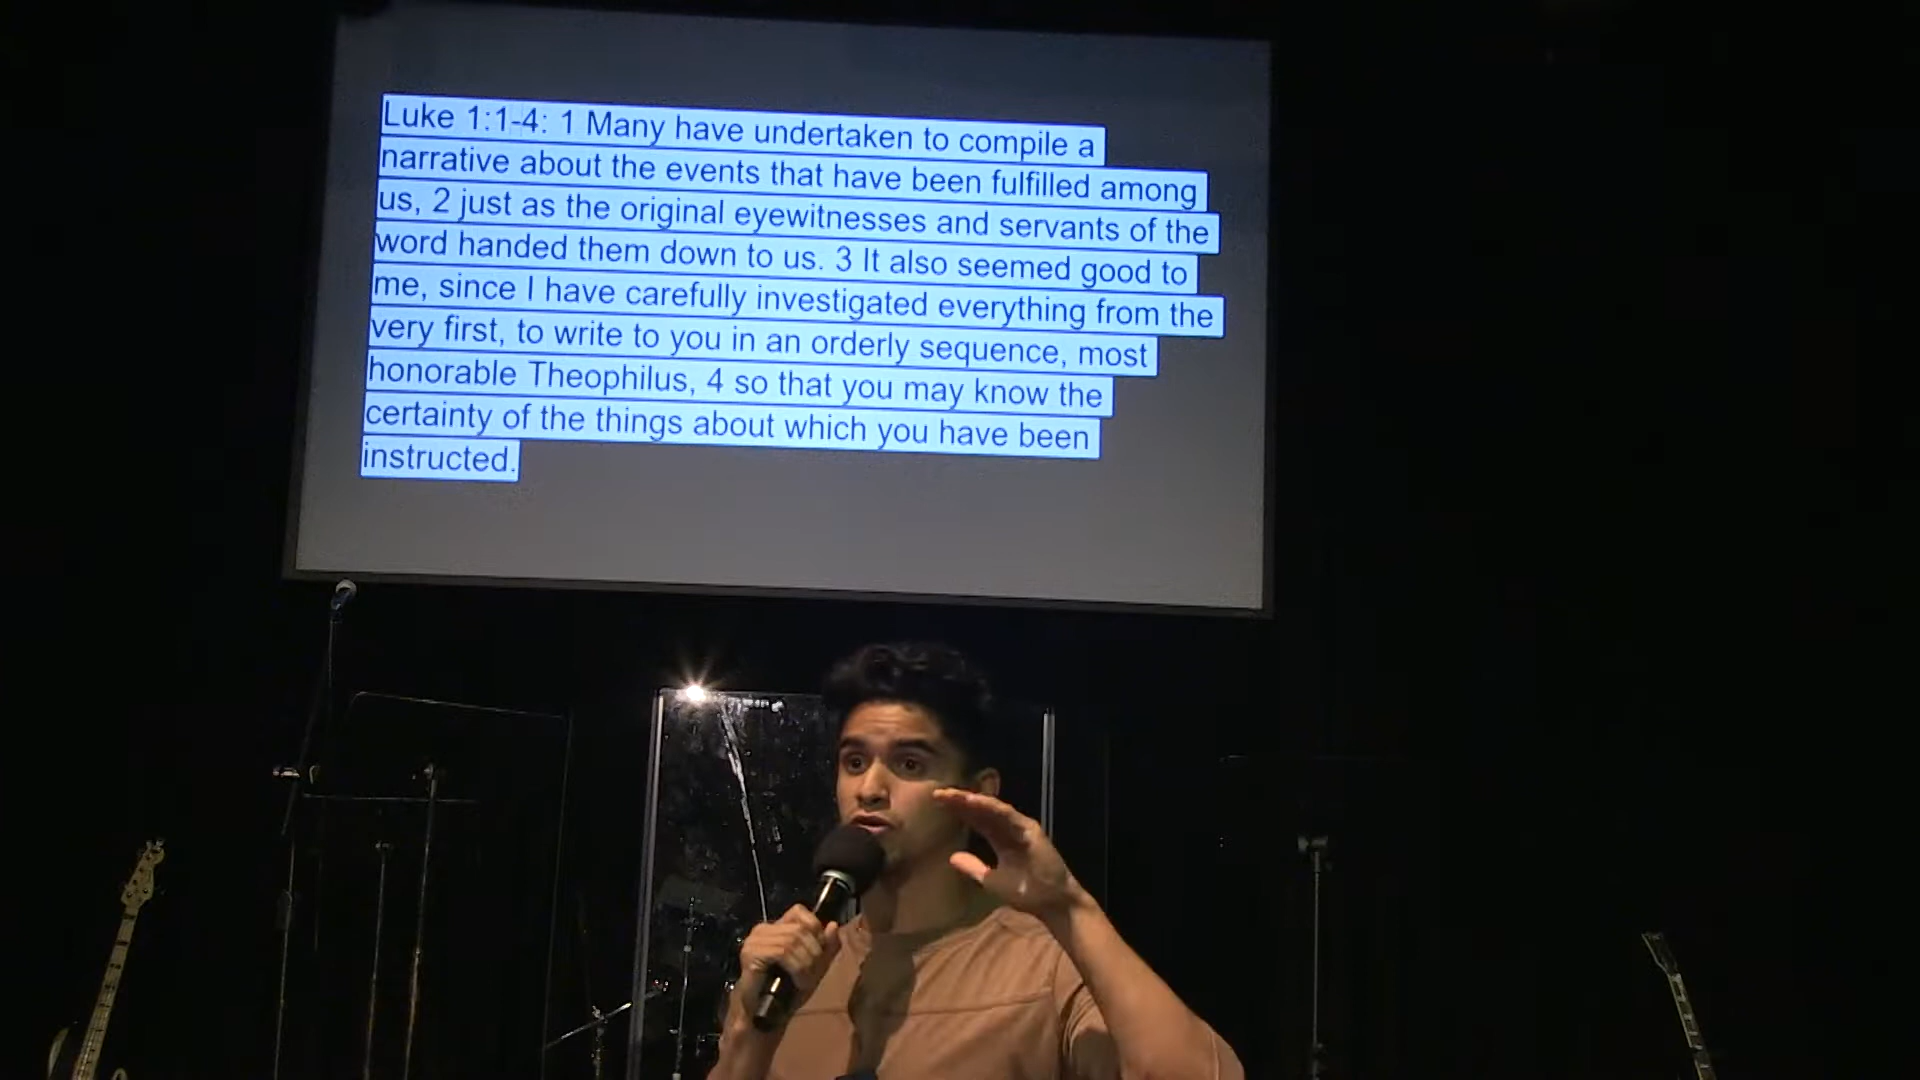 Luke 1:1-4: 1 Many have undertaken to compile a
narrative about the events that have been fulfilled among
us, 2 just as the original eyewitnesses and servants of the
word handed them down to us. 3 It also seemed good to
me, since I have carefully investigated everything from the
very first, to write to you in an orderly sequence, most
honorable Theophilus, 4 so that you may know the
certainty of the things about which you have been
instructed.